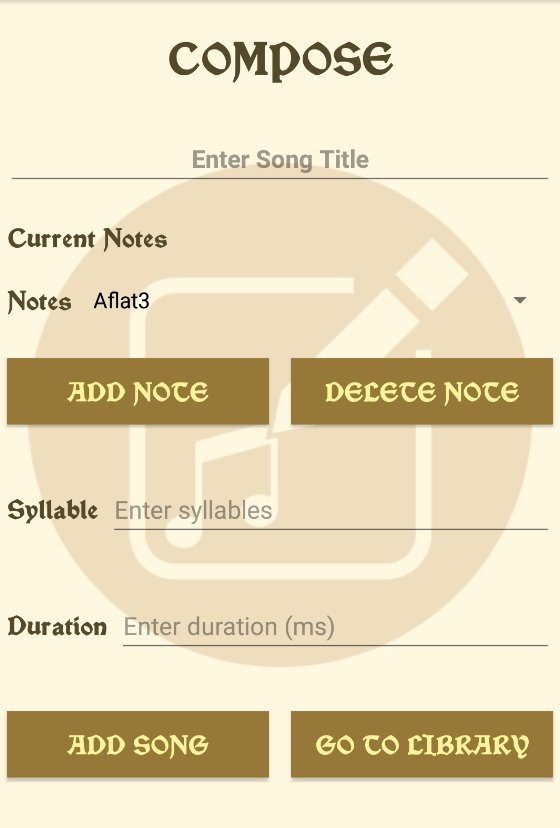 COMPOSE
Enter Song Title
Current Notes
Notes Aflat3
ADD NOTE DELETE NOTE
Syllable Enter syllables
Duration Enter duration (ms)
ADD SONG GO TO LIBRARY